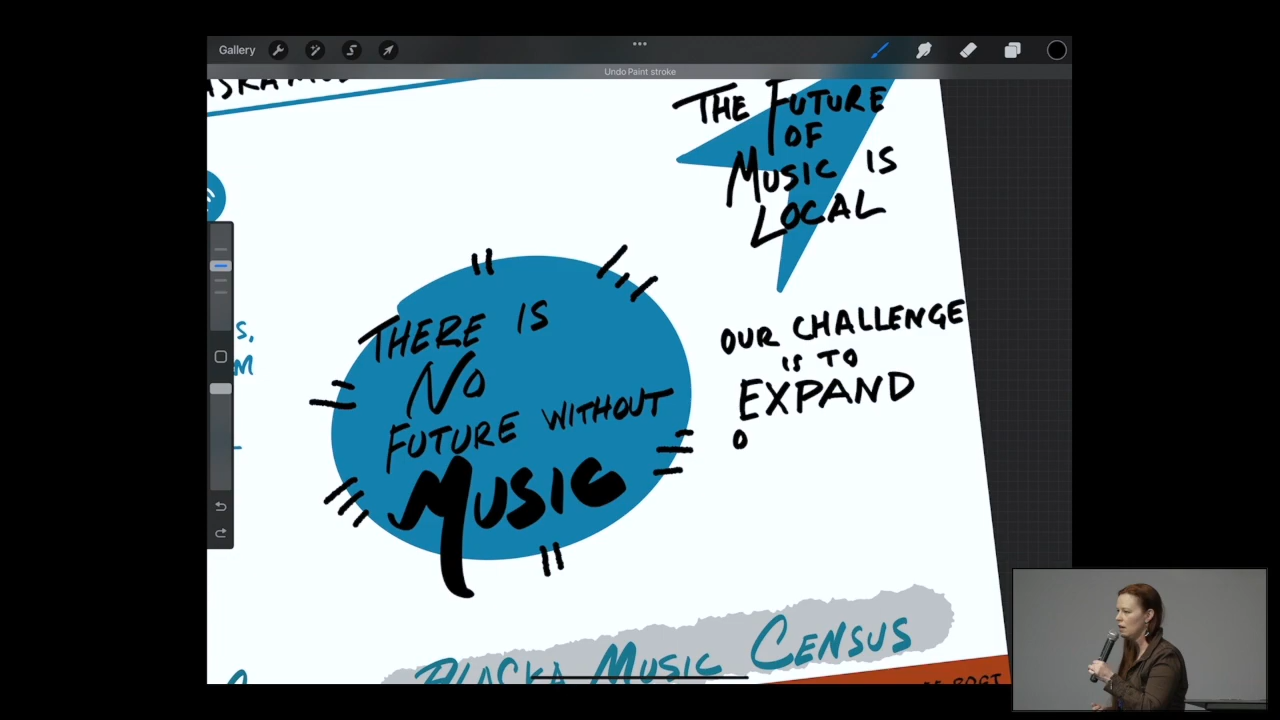 Gallery
Undo Paint stroke
THE FUTURE
OF
MUSIC IS
LOCAL
THERE IS
NO
FUTURE WITHOUT
MUSIC
OUR CHALLENGE
IS TO
EXPAND
O
MUSIC CENSUS